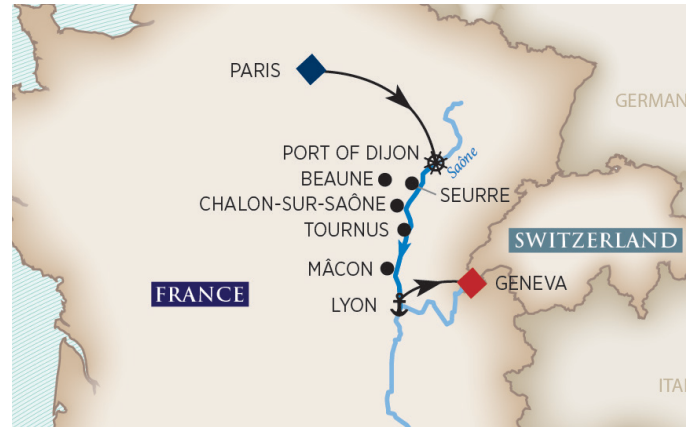 PARIS
GERMAN
PORT OF DIJON
Saône
BEAUNE
SEURRE
CHALON-SUR-SAÔNE
TOURNUS
SWITZERLAND
MÂCON
GENEVA
FRANCE
LYON
ITA